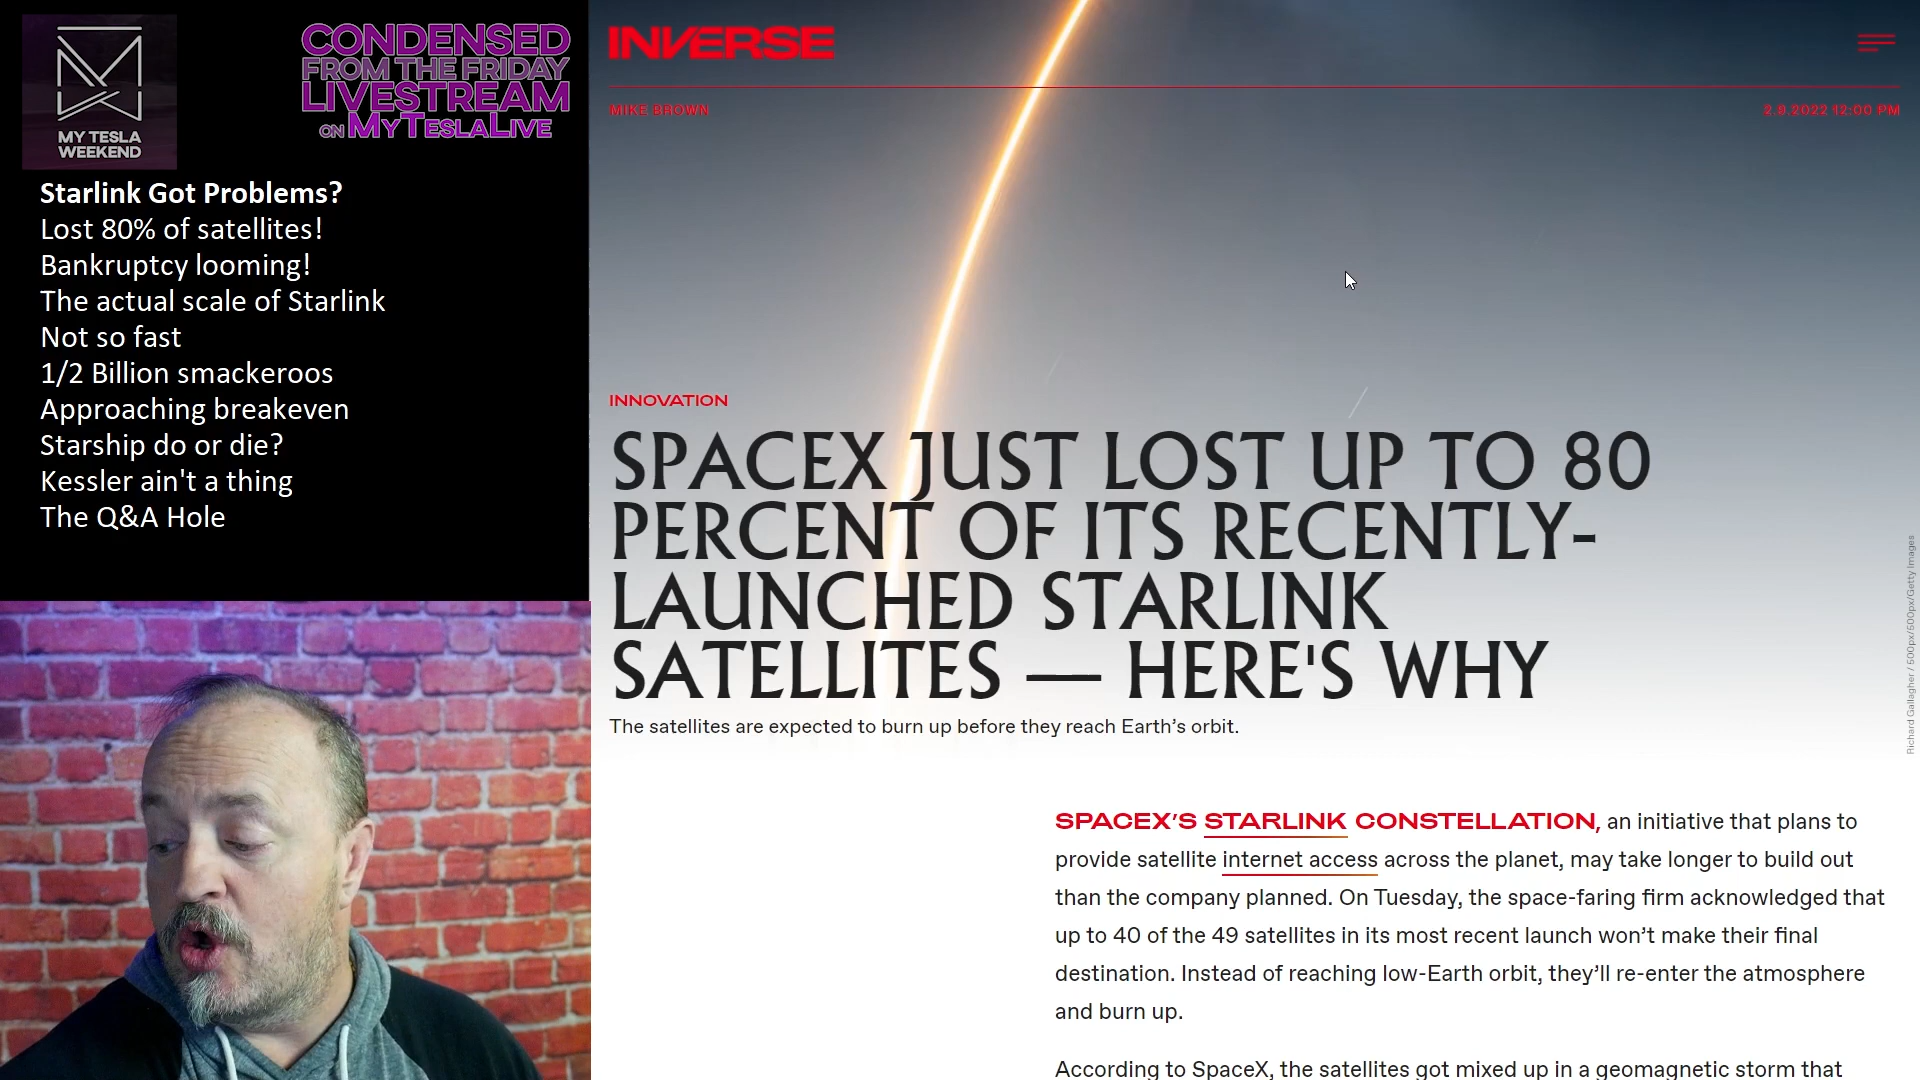 MY TESLA
WEEKEND
CONDENSED
FROM THE FRIDAY
LIVESTREAM
ON MYTESLALIVE
Starlink Got Problems?
Lost 80% of satellites!
Bankruptcy looming!
The actual scale of Starlink
Not so fast
1/2 Billion smackeroos
Approaching breakeven
Starship do or die?
Kessler ain't a thing
The Q&A Hole
INVERSE
MIKE BROWN
2.9.2022 12:00 PM
INNOVATION
SPACEX JUST LOST UP TO 80
PERCENT OF ITS RECENTLY-
LAUNCHED STARLINK
SATELLITES — HERE'S WHY
The satellites are expected to burn up before they reach Earth’s orbit.
Richard Gallagher / 500px/500px/Getty Images
SPACEX’S STARLINK CONSTELLATION, an initiative that plans to
provide satellite internet access across the planet, may take longer to build out
than the company planned. On Tuesday, the space-faring firm acknowledged that
up to 40 of the 49 satellites in its most recent launch won’t make their final
destination. Instead of reaching low-Earth orbit, they’ll re-enter the atmosphere
and burn up.
According to SpaceX, the satellites got mixed up in a geomagnetic storm that